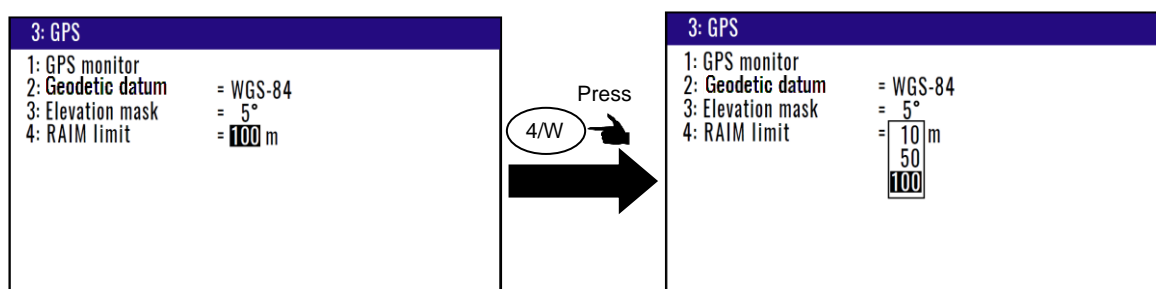 3: GPS
1: GPS monitor
2: Geodetic datum = WGS-84
3: Elevation mask = 5°
4: RAIM limit = 100 m
Press
4/W
3: GPS
1: GPS monitor
2: Geodetic datum = WGS-84
3: Elevation mask = 5°
4: RAIM limit = 10 m
50
100